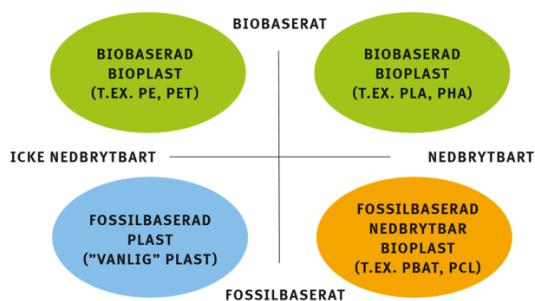 BIOBASERAT
BIOBASERAD
BIOPLAST
(T.EX. PE, PET)
BIOBASERAD
BIOPLAST
(T.EX. PLA, PHA)
ICKE NEDBRYTBART
NEDBRYTBART
FOSSILBASERAD
PLAST
("VANLIG" PLAST)
FOSSILBASERAD
NEDBRYTBAR
BIOPLAST
(T.EX. PBAT, PCL)
FOSSILBASERAT